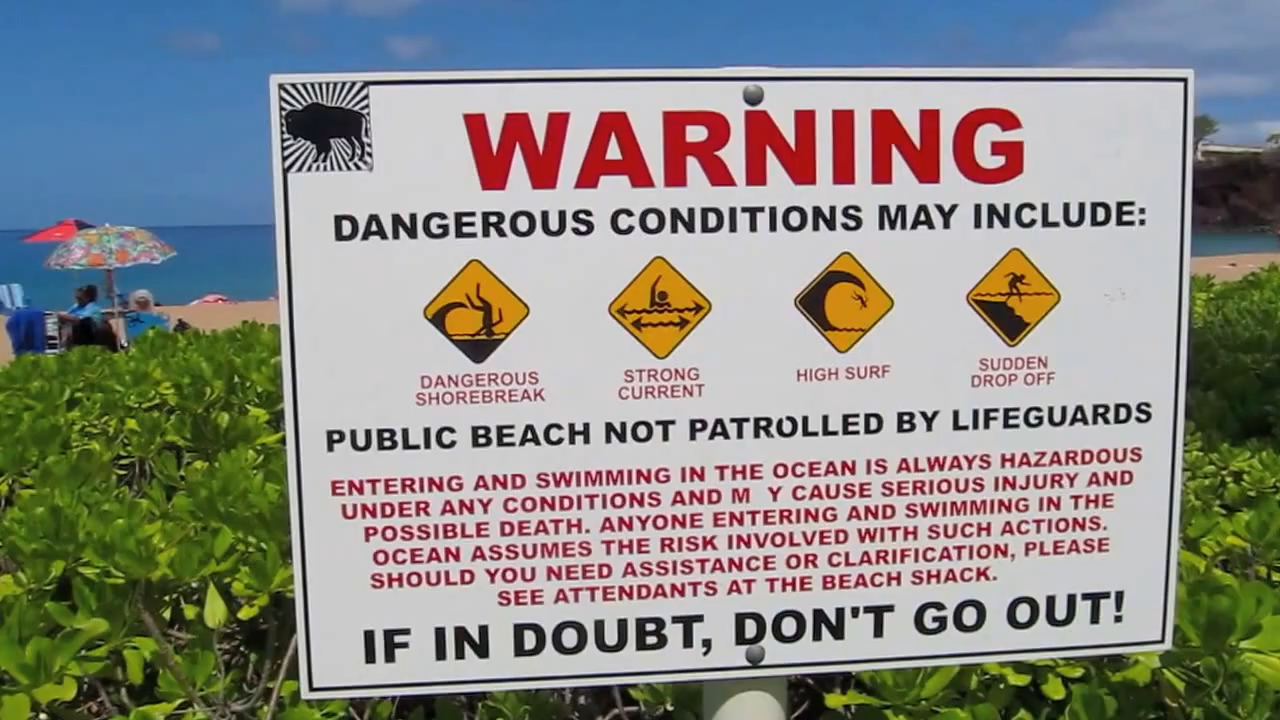 WARNING
DANGEROUS CONDITIONS MAY INCLUDE:
DANGEROUS
SHOREBREAK
STRONG
CURRENT
HIGH SURF
SUDDEN
DROP OFF
PUBLIC BEACH NOT PATROLLED BY LIFEGUARDS
ENTERING AND SWIMMING IN THE OCEAN IS ALWAYS HAZARDOUS
UNDER ANY CONDITIONS AND M Y CAUSE SERIOUS INJURY AND
POSSIBLE DEATH. ANYONE ENTERING AND SWIMMING IN THE
OCEAN ASSUMES THE RISK INVOLVED WITH SUCH ACTIONS.
SHOULD YOU NEED ASSISTANCE OR CLARIFICATION, PLEASE
SEE ATTENDANTS AT THE BEACH SHACK.
IF IN DOUBT, DON'T GO OUT!